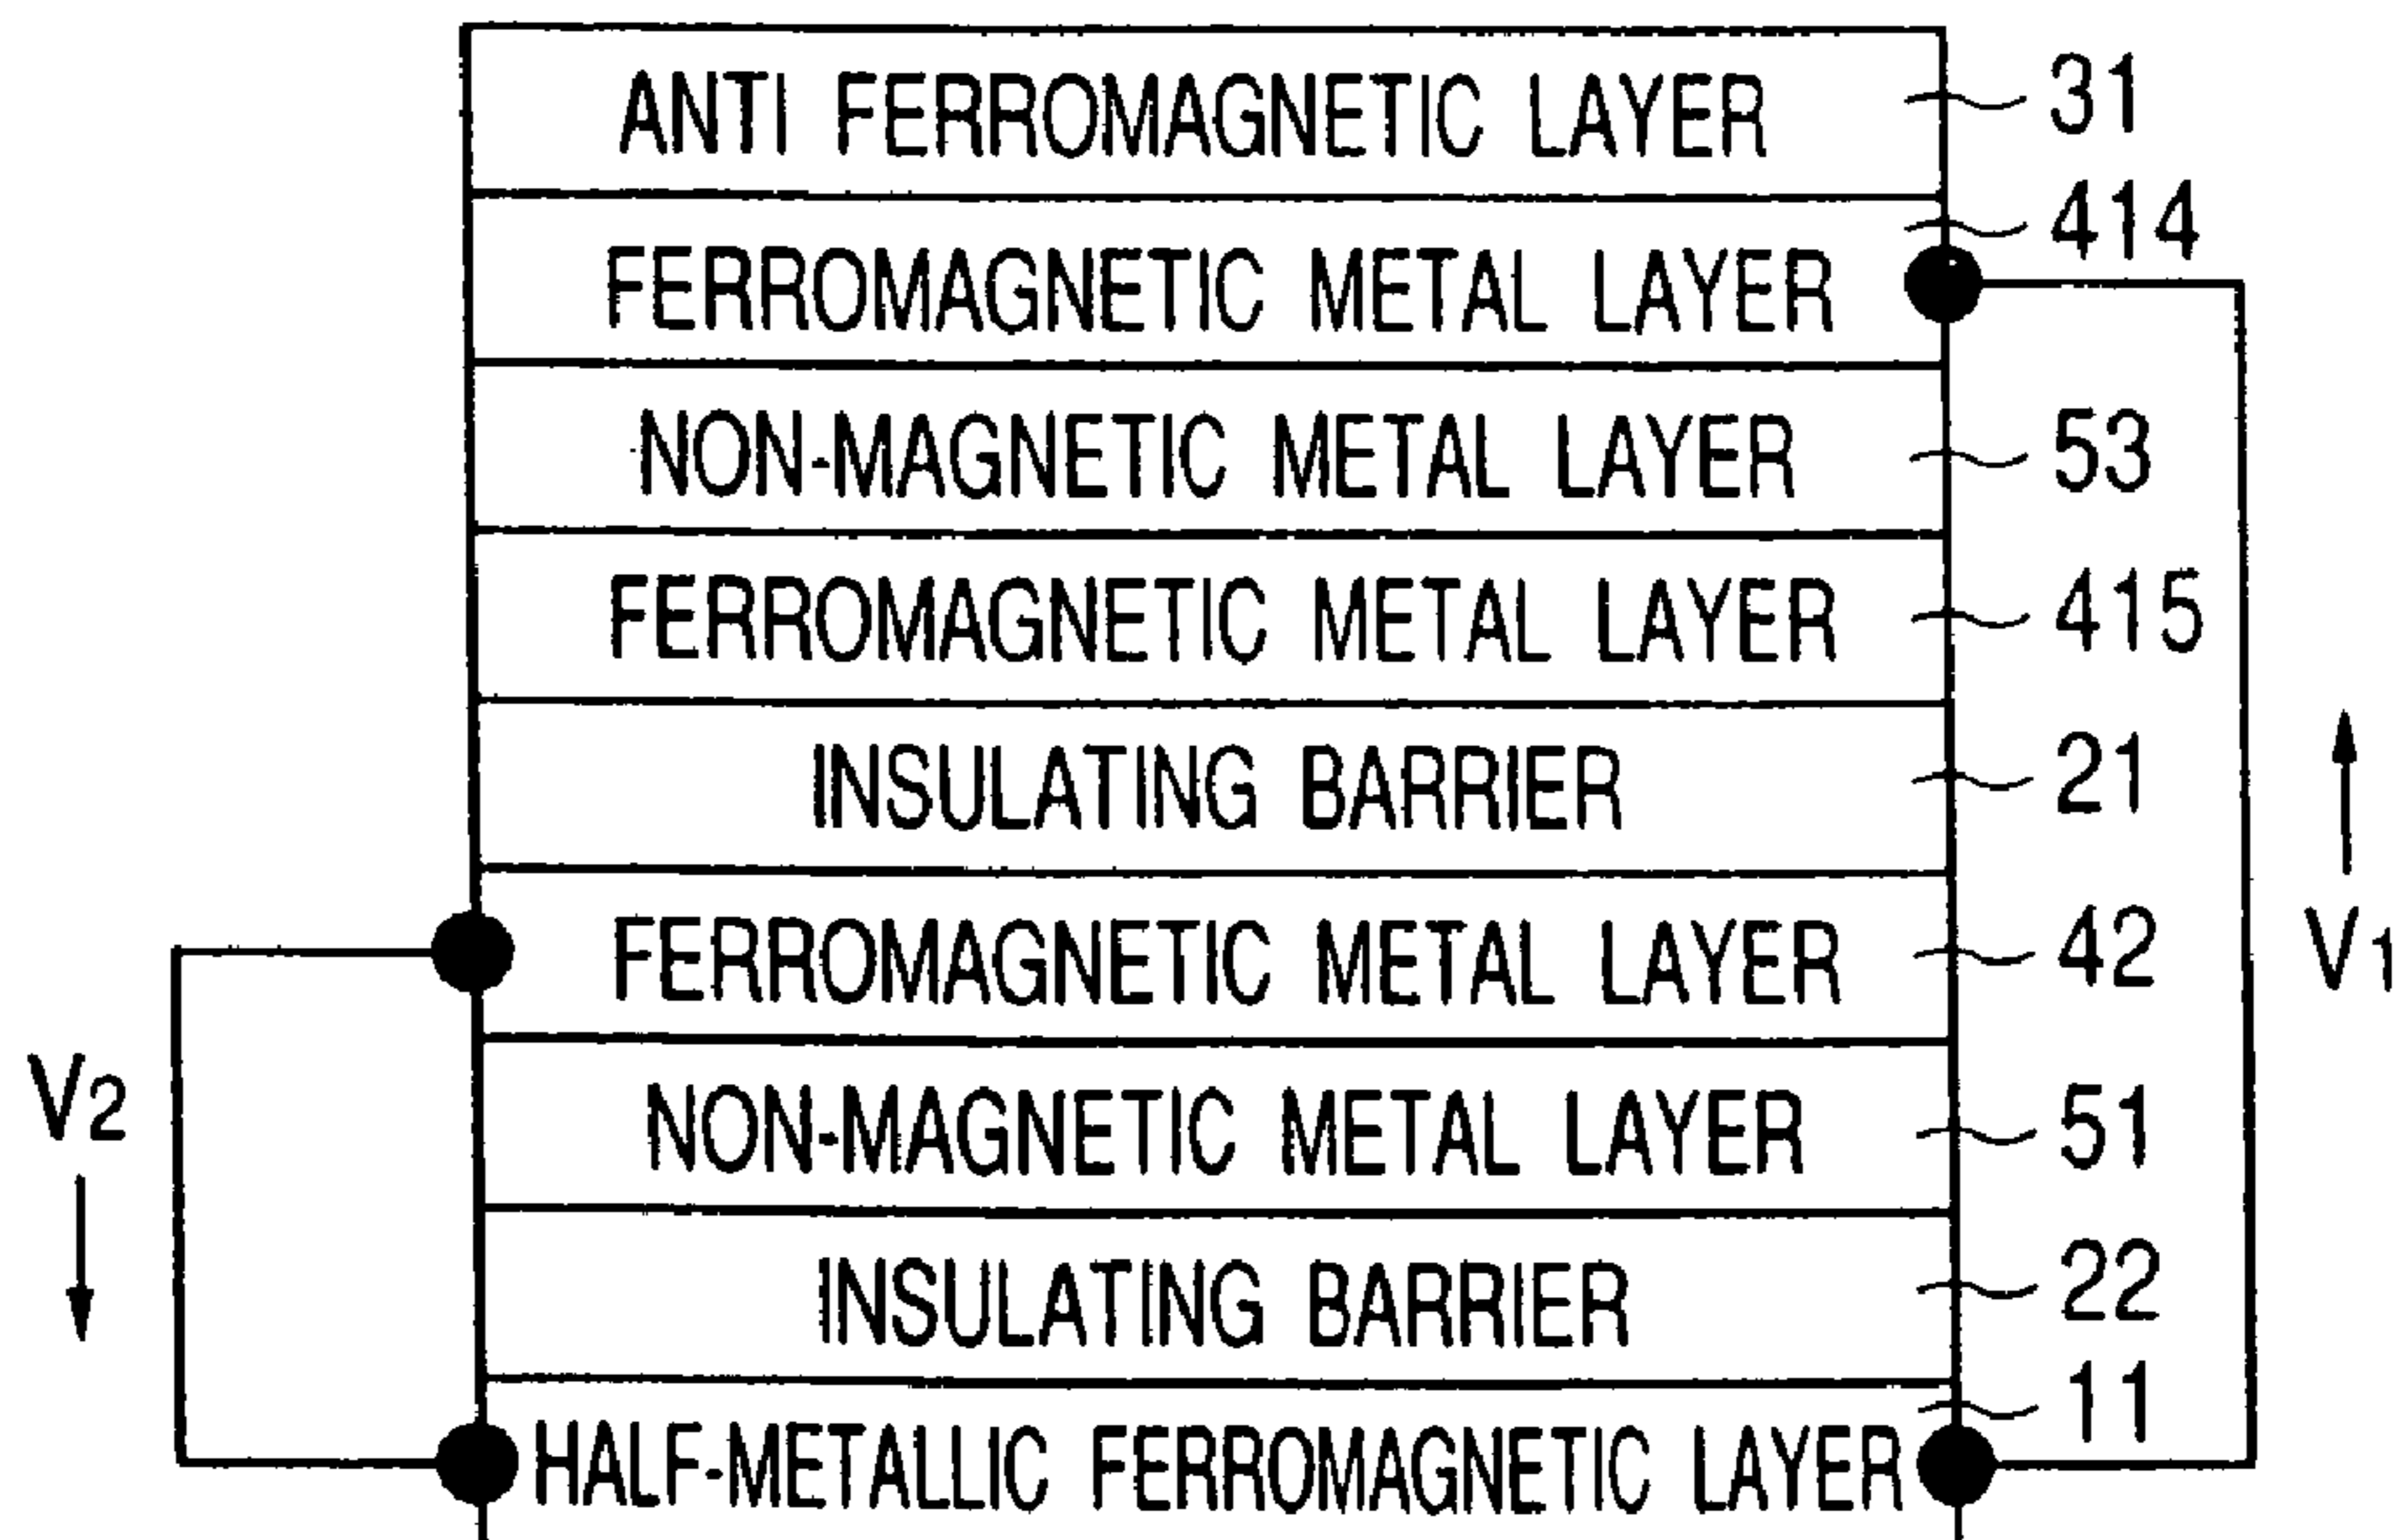 ANTI FERROMAGNETIC LAYER 31
414
FERROMAGNETIC METAL LAYER
NON-MAGNETIC METAL LAYER 53
FERROMAGNETIC METAL LAYER 415
INSULATING BARRIER 21
FERROMAGNETIC METAL LAYER 42
V1
V2
NON-MAGNETIC METAL LAYER 51
INSULATING BARRIER 22
11
HALF-METALLIC FERROMAGNETIC LAYER